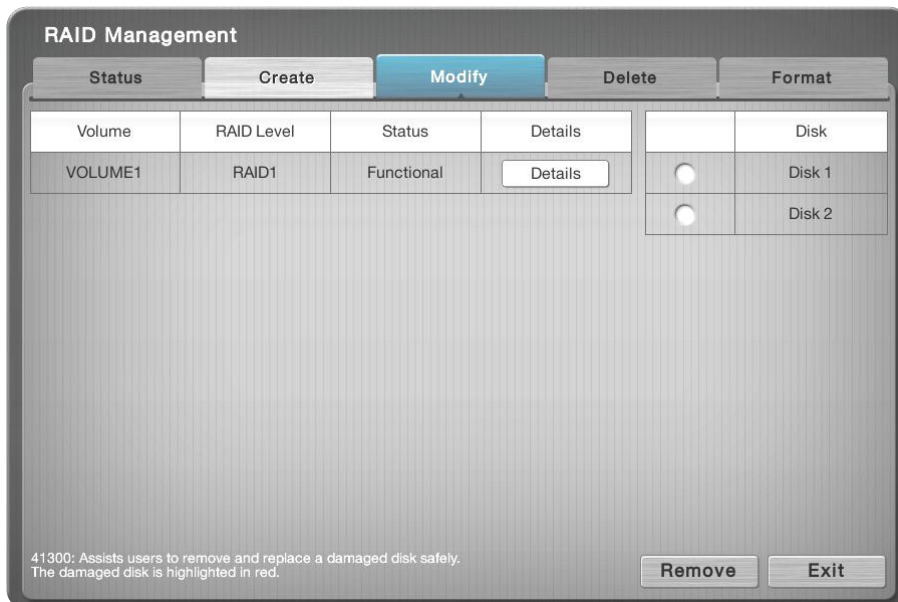 RAID Management
Status Create Modify Delete Format
Volume RAID Level Status Details Disk
VOLUME1 RAID1 Functional Details Disk 1
Disk 2
41300: Assists users to remove and replace a damaged disk safely.
The damaged disk is highlighted in red.
Remove Exit